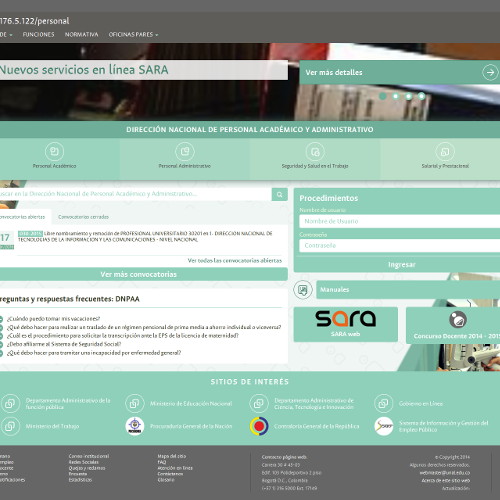 176.5.122/personal
DE FUNCIONES NORMATIVA OFICINAS PARES
Nuevos servicios en línea SARA
Ver más detalles
DIRECCIÓN NACIONAL DE PERSONAL ACADÉMICO Y ADMINISTRATIVO
Personal Académico
Personal Administrativo
Seguridad y Salud en el Trabajo
Salarial y Prestacional
scar en la Dirección Nacional de Personal Académico y Administrativo...
onvocatorias abiertas
Convocatorias cerradas
17
Libre nombramiento y remoción de PROFESIONAL UNIVERSITARIO 30201 en 1. DIRECCION NACIONAL DE
TECNOLOGIAS DE LA INFORMACION Y LAS COMUNICACIONES - NIVEL NACIONAL
Ver todas las convocatorias abiertas
Ver más convocatorias
Preguntas y respuestas frecuentes: DNPAA
¿Cuándo puedo tomar mis vacaciones?
¿Qué debo hacer para realizar un traslado de un régimen pensional de prima media a ahorro individual o viceversa?
¿Cuál es el procedimiento para solicitar la transcripción ante la EPS de la licencia de maternidad?
Debo afiliarme al Sistema de Seguridad Social?
¿Qué debo hacer para tramitar una incapacidad por enfermedad general?
Procedimientos
Nombre de usuario
Nombre de Usuario
Contraseña
Contraseña
Ingresar
Manuales
sara
SARA web
Concurso Docente 2014 - 201
SITIOS DE INTERÉS
Departamento Administrativo de la
función pública
Ministerio de Educación Nacional
Departamento Administrativo de
Ciencia, Tecnología e Innovación
Gobierno en Línea
Ministerio del Trabajo
Procuraduría General de la Nación
Contraloría General de la República
Sistema de Información y Gestión del
Empleo Público
Correo institucional
Redes Sociales
Quejas y reclamos
Encuesta
Estadísticas
Mapa del sitio
FAQ
Atención en línea
Contacto
Glosario
Contacto página web:
Carrera 30 # 45-03
Edif. 103 Polideportivo 2 piso
Bogotá D.C., Colombia
(+57 1) 316 5000 Ext. 17149
© Copyright 2014
Algunos derechos reservados.
webmaster@unal.edu.co
Acerca de este sitio web
Actualización: